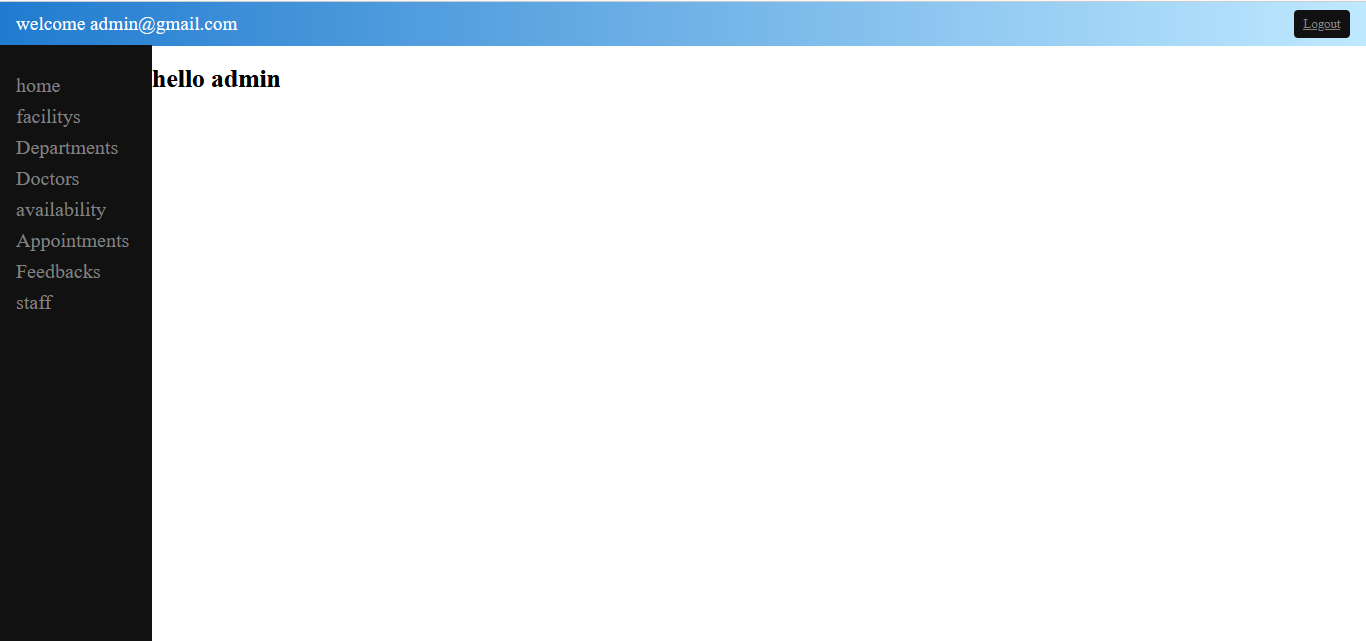 welcome admin@gmail.com
Logout
home
facilitys
Departments
Doctors
availability
Appointments
Feedbacks
staff
hello admin